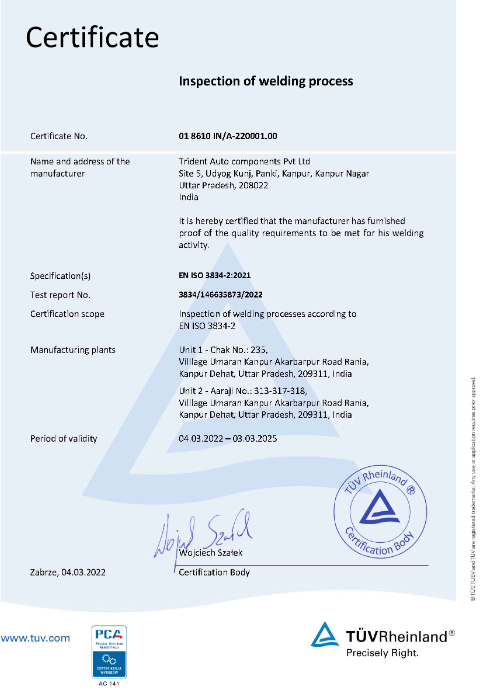 Certificate
Inspection of welding process
Certificate No.
01 8610 IN/A-220001.00
Name and address of the
manufacturer
Trident Auto components Pvt Ltd
Site 5, Udyog Kunj, Panki, Kanpur, Kanpur Nagar
Uttar Pradesh, 208022
India
It is hereby certified that the manufacturer has furnished
proof of the quality requirements to be met for his welding
activity.
Specification(s)
EN ISO 3834-2:2021
Test report No.
3834/146635873/2022
Certification scope
Inspection of welding processes according to
EN ISO 3834-2
Manufacturing plants
Unit 1 - Chak No.: 235,
Villlage Umaran Kanpur Akarbarpur Road Rania,
Kanpur Dehat, Uttar Pradesh, 209311, India
Unit 2 - Aaraji No.: 313-317-318,
Villlage Umaran Kanpur Akarbarpur Road Rania,
Kanpur Dehat, Uttar Pradesh, 209311, India
Period of validity
04.03.2022 – 03.03.2025
TÜV Rheinland ®
Certification Body
Wojciech Szałek
Zabrze, 04.03.2022
Certification Body
www.tuv.com
PCA
CERTYFIKACJA
WYROBÓW
AC 141
TÜVRheinland®
Precisely Right.
® TÜV, TUEV and TUV are registered trademarks. Any use or application requires prior approval.